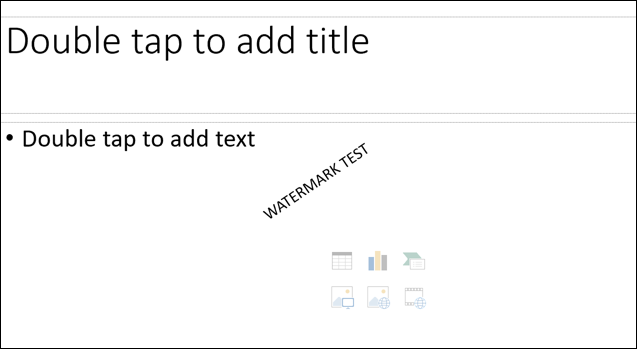 Double tap to add title
• Double tap to add text
WATERMARK TEST